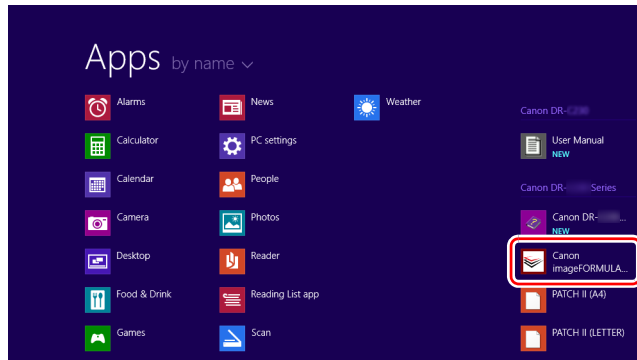 Apps by name
Alarms
Calculator
Calendar
Camera
Desktop
Food & Drink
Games
News
PC settings
People
Photos
Reader
Reading List app
Scan
Weather
Canon DR-
User Manual
NEW
Canon DR- Series
Canon DR- ...
NEW
Canon
imageFORMULA...
PATCH II (A4)
PATCH II (LETTER)